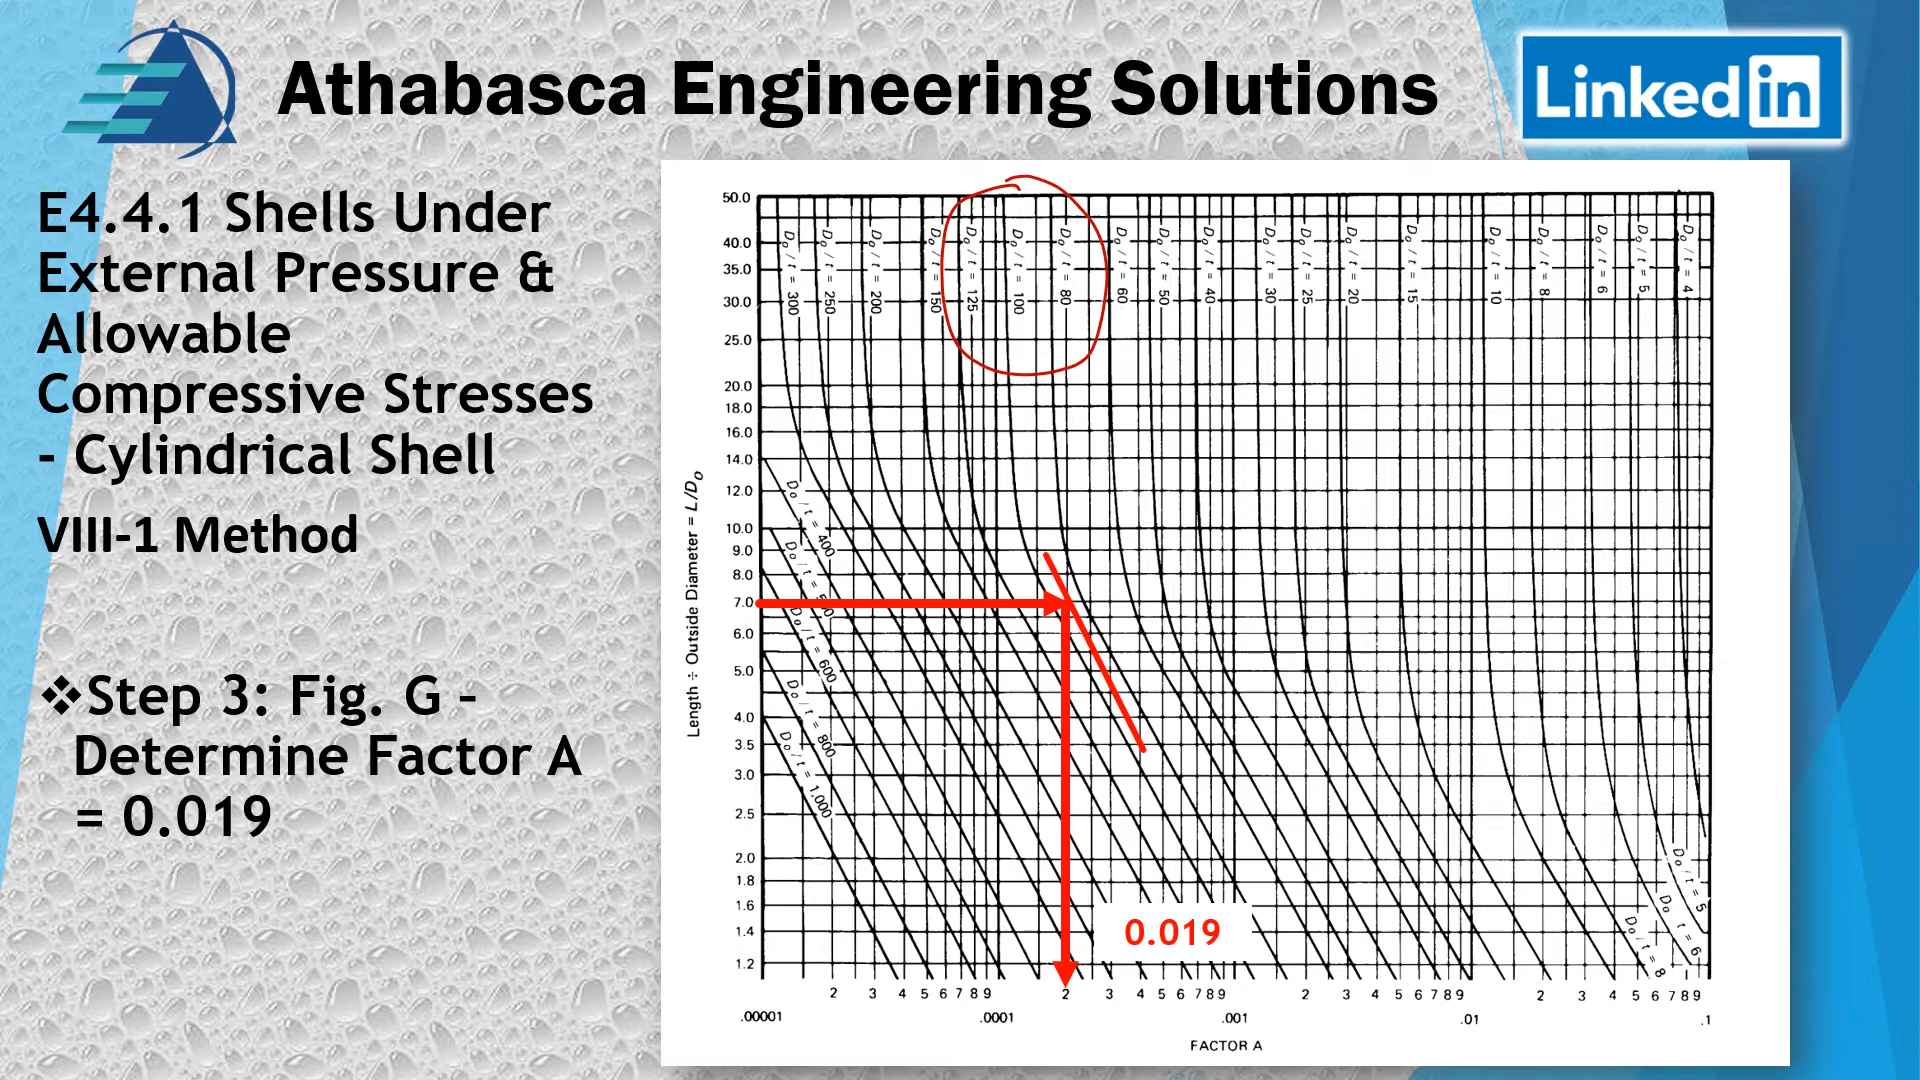 Athabasca Engineering Solutions
Linked in
E4.4.1 Shells Under
External Pressure &
Allowable
Compressive Stresses
- Cylindrical Shell
VIII-1 Method
❖Step 3: Fig. G –
Determine Factor A
= 0.019
50.0
40.0
35.0
30.0
25.0
20.0
18.0
16.0
14.0
12.0
10.0
9.0
8.0
7.0
6.0
5.0
4.0
3.5
3.0
2.5
2.0
1.8
1.6
1.4
1.2
Length ÷ Outside Diameter = L/Do
Do/t = 300
Do/t = 250
Do/t = 200
Do/t = 150
Do/t = 125
Do/t = 100
Do/t = 80
Do/t = 60
Do/t = 50
Do/t = 40
Do/t = 30
Do/t = 25
Do/t = 20
Do/t = 15
Do/t = 10
Do/t = 8
Do/t = 6
Do/t = 5
Do/t = 4
Do/t = 400
Do/t =
Do/t = 600
Do/t = 800
Do/t = 1,000
Do/t = 5
Do/t = 6
Do/t = 8
0.019
2 3 4 5 6 7 8 9 2 3 4 5 6 7 8 9 2 3 4 5 6 7 8 9 2 3 4 5 6 7 8 9
.00001 .0001 .001 .01 .1
FACTOR A